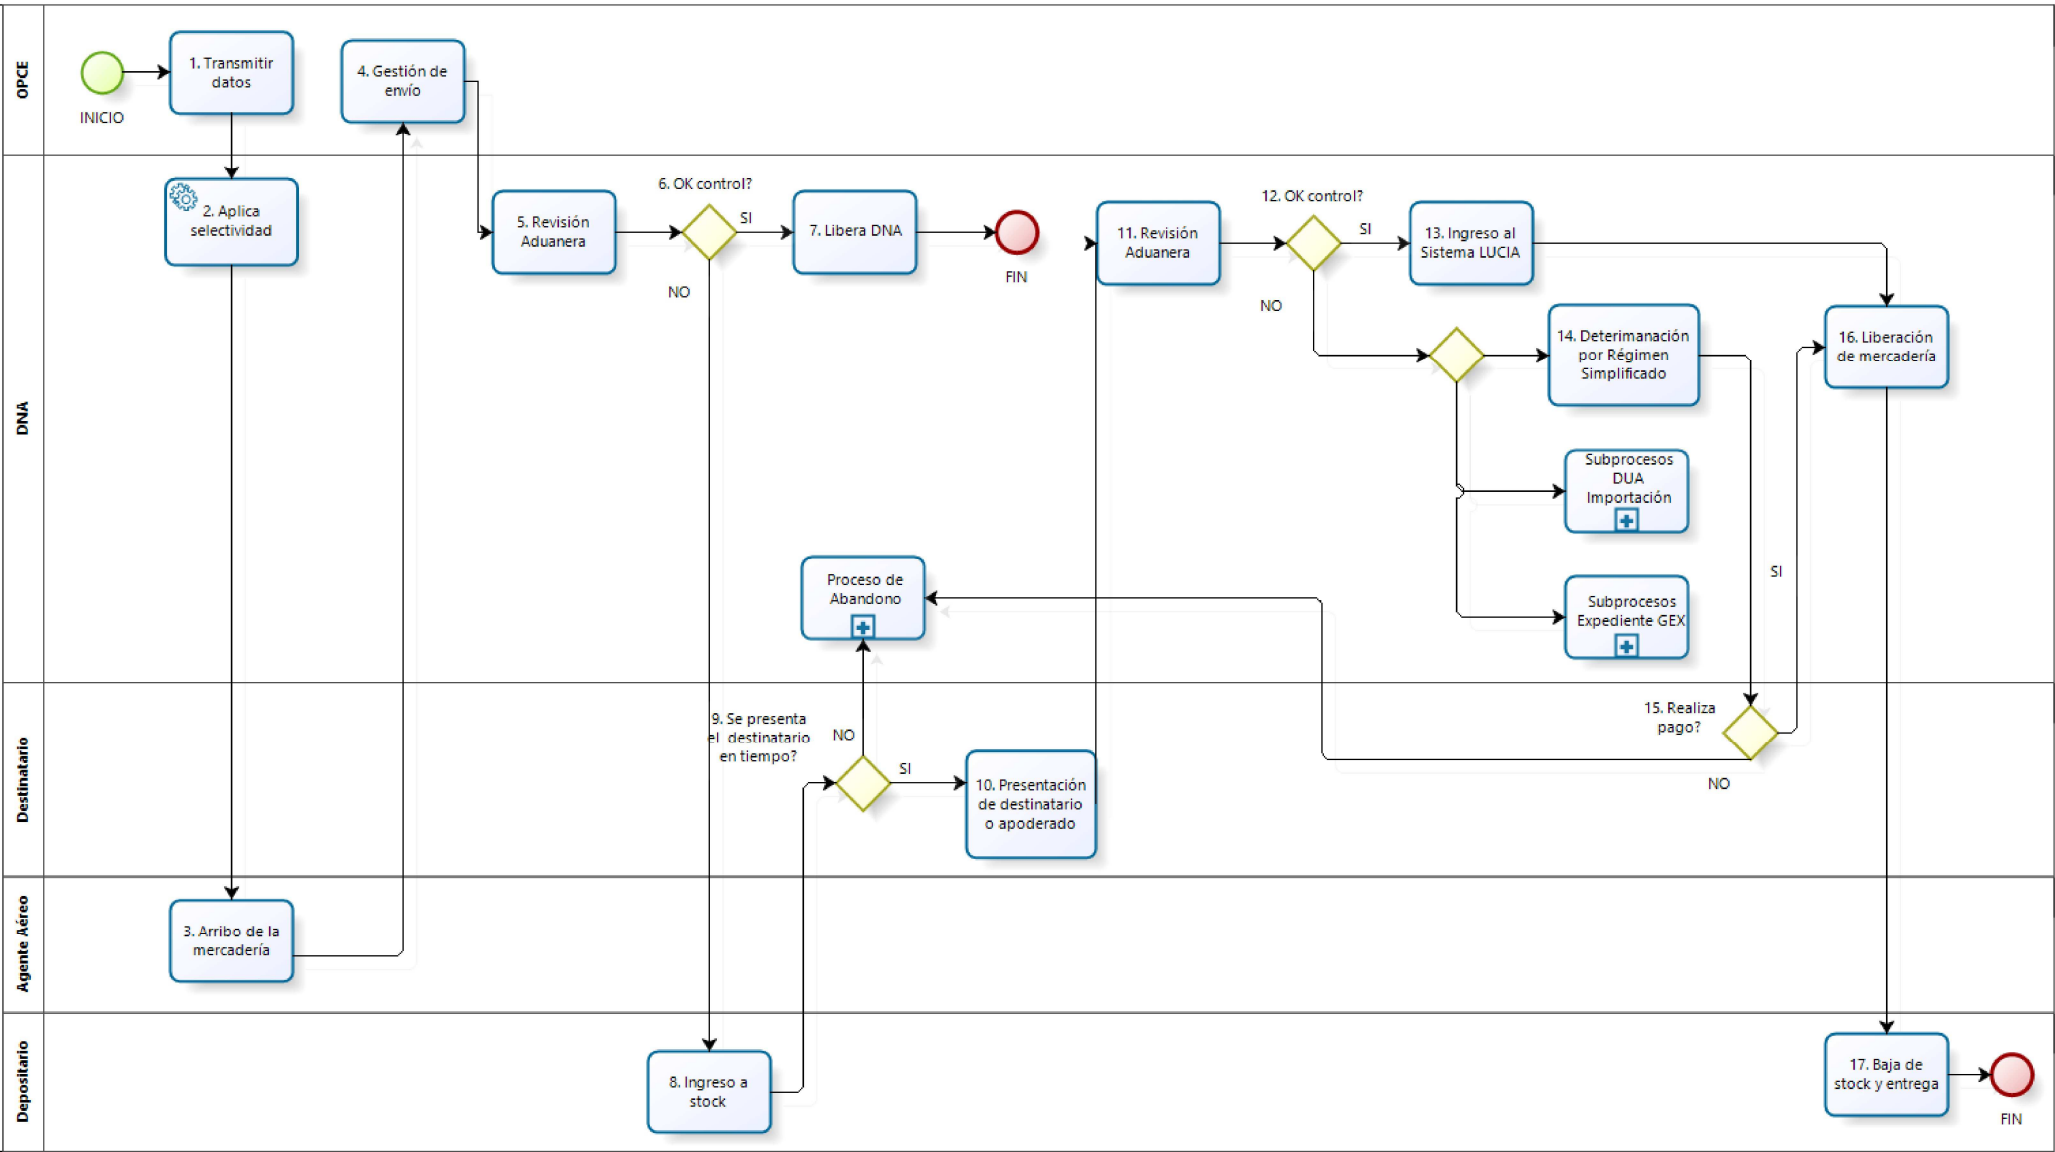 OPCE
INICIO
1. Transmitir
datos
4. Gestión de
envío
DNA
2. Aplica
selectividad
5. Revisión
Aduanera
6. OK control?
SI
NO
7. Libera DNA
FIN
11. Revisión
Aduanera
12. OK control?
SI
NO
13. Ingreso al
Sistema LUCIA
14. Deterimanación
por Régimen
Simplificado
16. Liberación
de mercadería
Subprocesos
DUA
Importación
Subprocesos
Expediente GEX
SI
Proceso de
Abandono
Destinatario
9. Se presenta
el destinatario
en tiempo?
NO
SI
10. Presentación
de destinatario
o apoderado
15. Realiza
pago?
NO
Agente Aéreo
3. Arribo de la
mercadería
Depositario
8. Ingreso a
stock
17. Baja de
stock y entrega
FIN